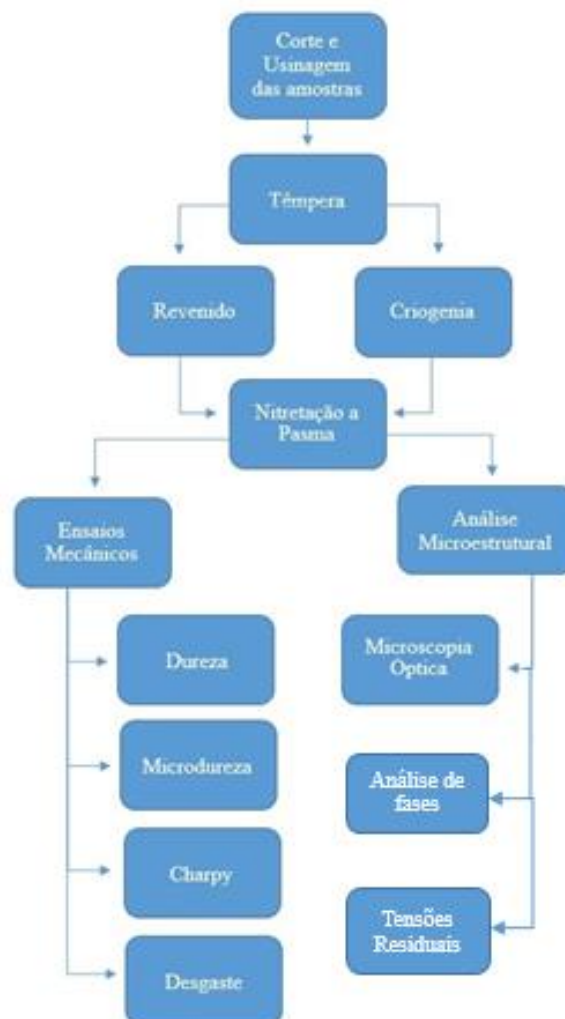 Corte e
Usinagem
das amostras
Têmpera
Revenido
Criogenia
Nitretação a
Pasma
Ensaios
Mecânicos
Análise
Microestrutural
Dureza
Microscopia
Optica
Microdureza
Análise de
fases
Charpy
Tensões
Residuais
Desgaste